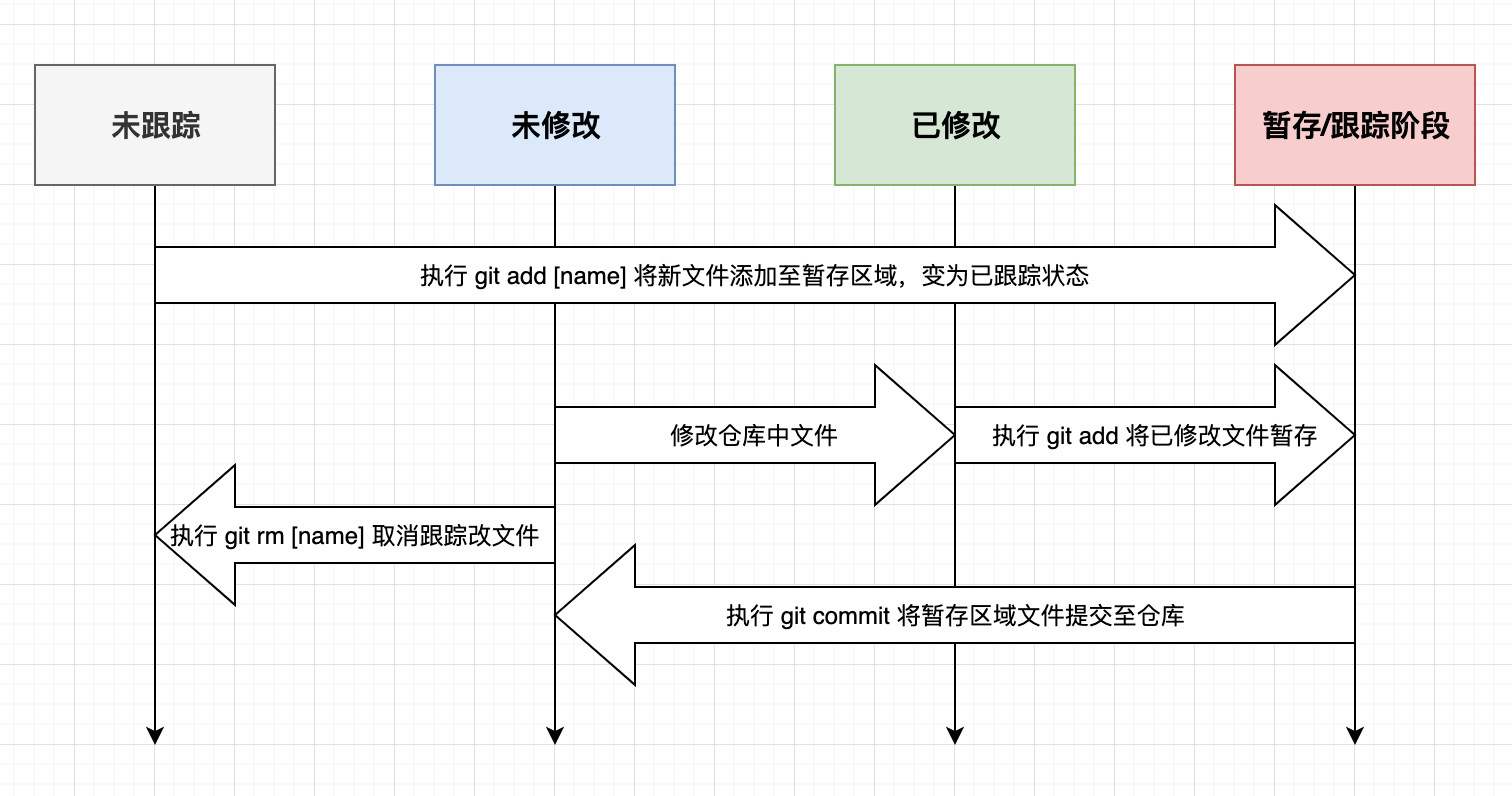 未跟踪
未修改
已修改
暂存/跟踪阶段
执行 git add [name] 将新文件添加至暂存区域，变为已跟踪状态
修改仓库中文件
执行 git add 将已修改文件暂存
执行 git rm [name] 取消跟踪改文件
执行 git commit 将暂存区域文件提交至仓库